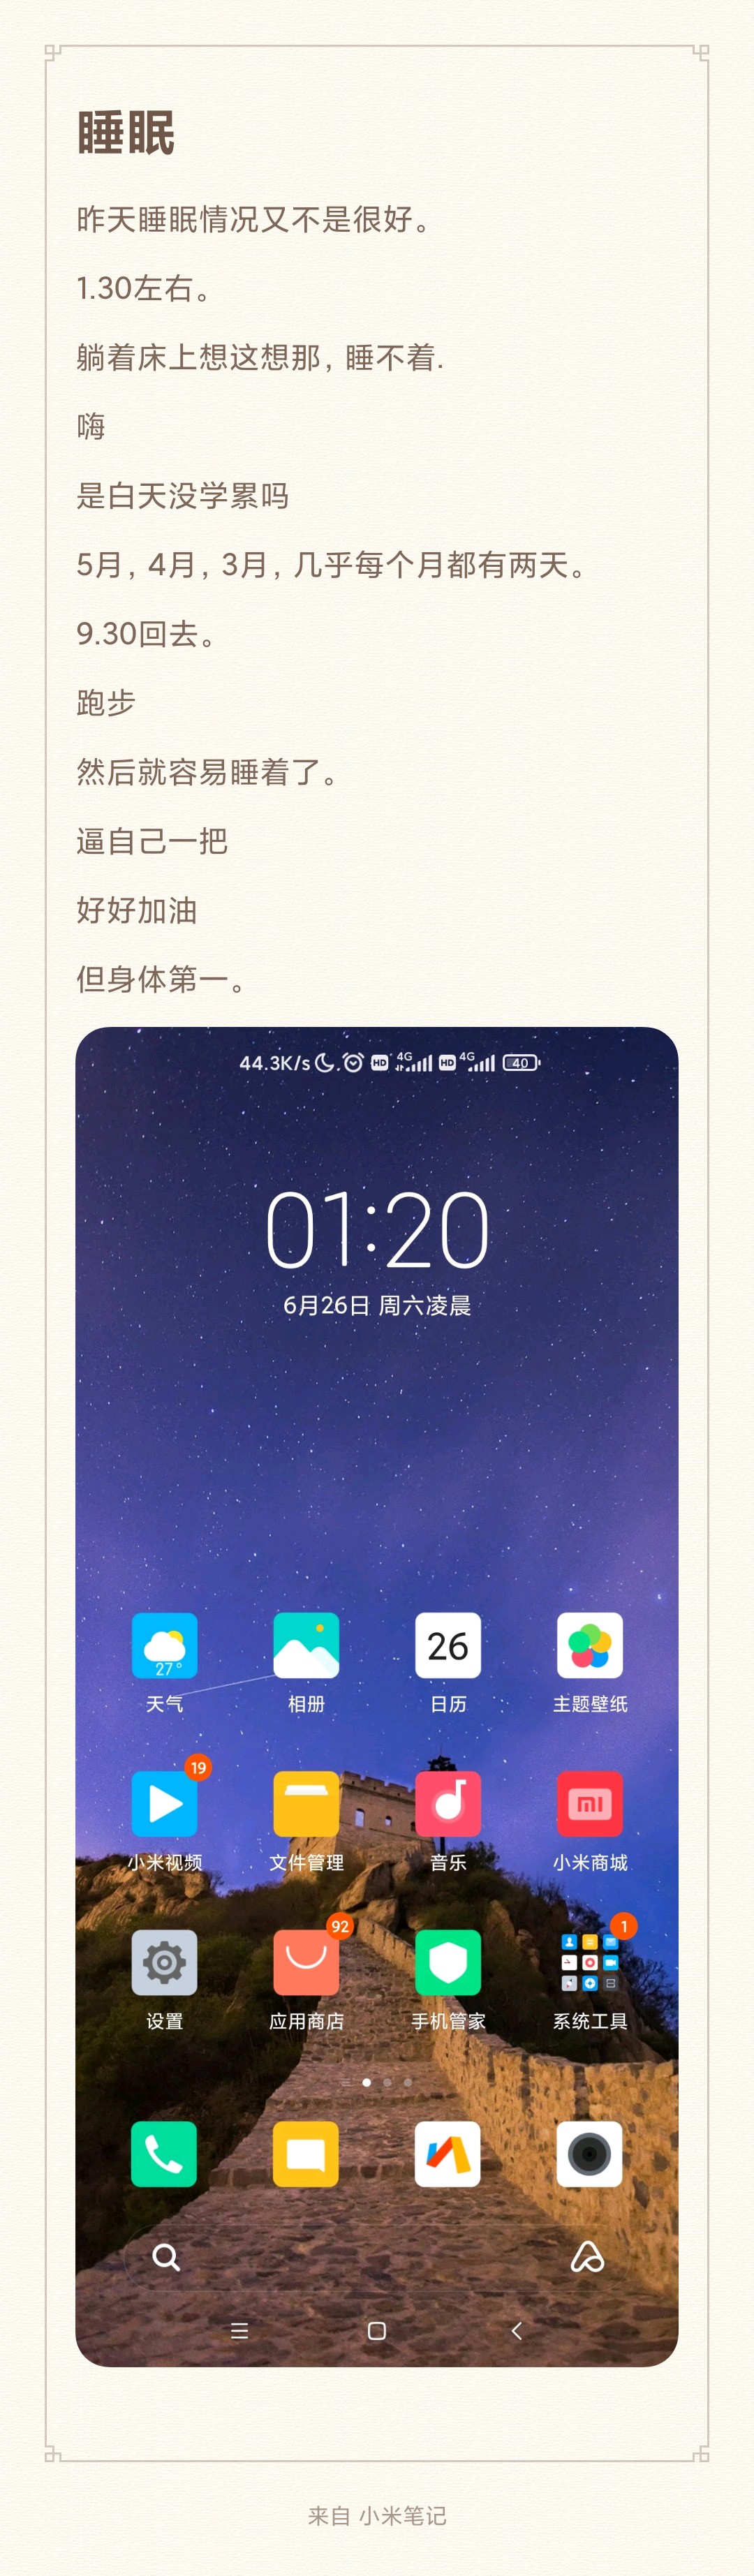 睡眠
昨天睡眠情况又不是很好。
1.30左右。
躺着床上想这想那, 睡不着.
嗨
是白天没学累吗
5月, 4月, 3月, 几乎每个月都有两天。
9.30回去。
跑步
然后就容易睡着了。
逼自己一把
好好加油
但身体第一。
44.3K/s HD 4G HD 4G 40
01:20
6月26日 周六凌晨
27° 26
天气 相册 日历 主题壁纸
19 mi
小米视频 文件管理 音乐 小米商城
92 1
设置 应用商店 手机管家 系统工具
来自 小米笔记